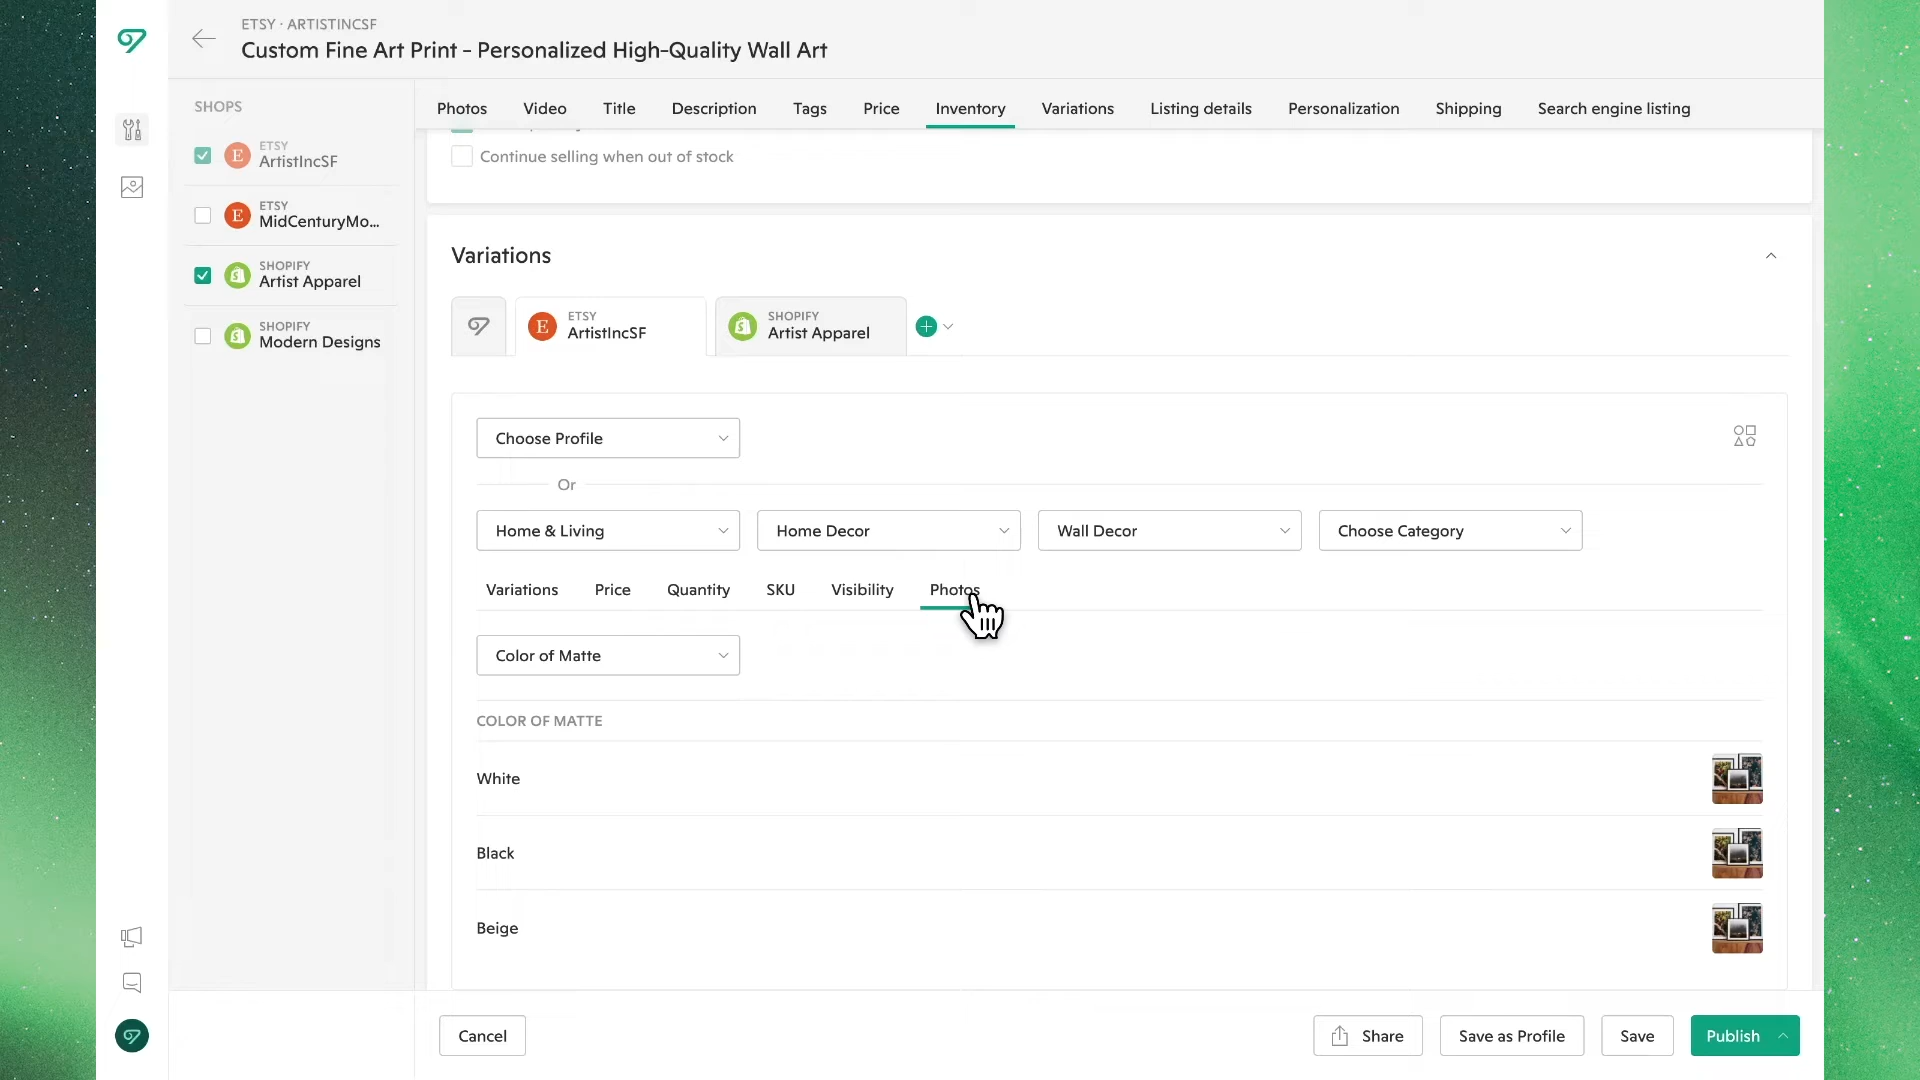 ETSY · ARTISTINCSF
Custom Fine Art Print - Personalized High-Quality Wall Art
SHOPS
ETSY
ArtistIncSF
ETSY
MidCenturyMo...
SHOPIFY
Artist Apparel
SHOPIFY
Modern Designs
Photos Video Title Description Tags Price Inventory Variations Listing details Personalization Shipping Search engine listing
Continue selling when out of stock
Variations
ETSY
ArtistIncSF
SHOPIFY
Artist Apparel
Choose Profile
Or
Home & Living Home Decor Wall Decor Choose Category
Variations Price Quantity SKU Visibility Photos
Color of Matte
COLOR OF MATTE
White
Black
Beige
Cancel Share Save as Profile Save Publish